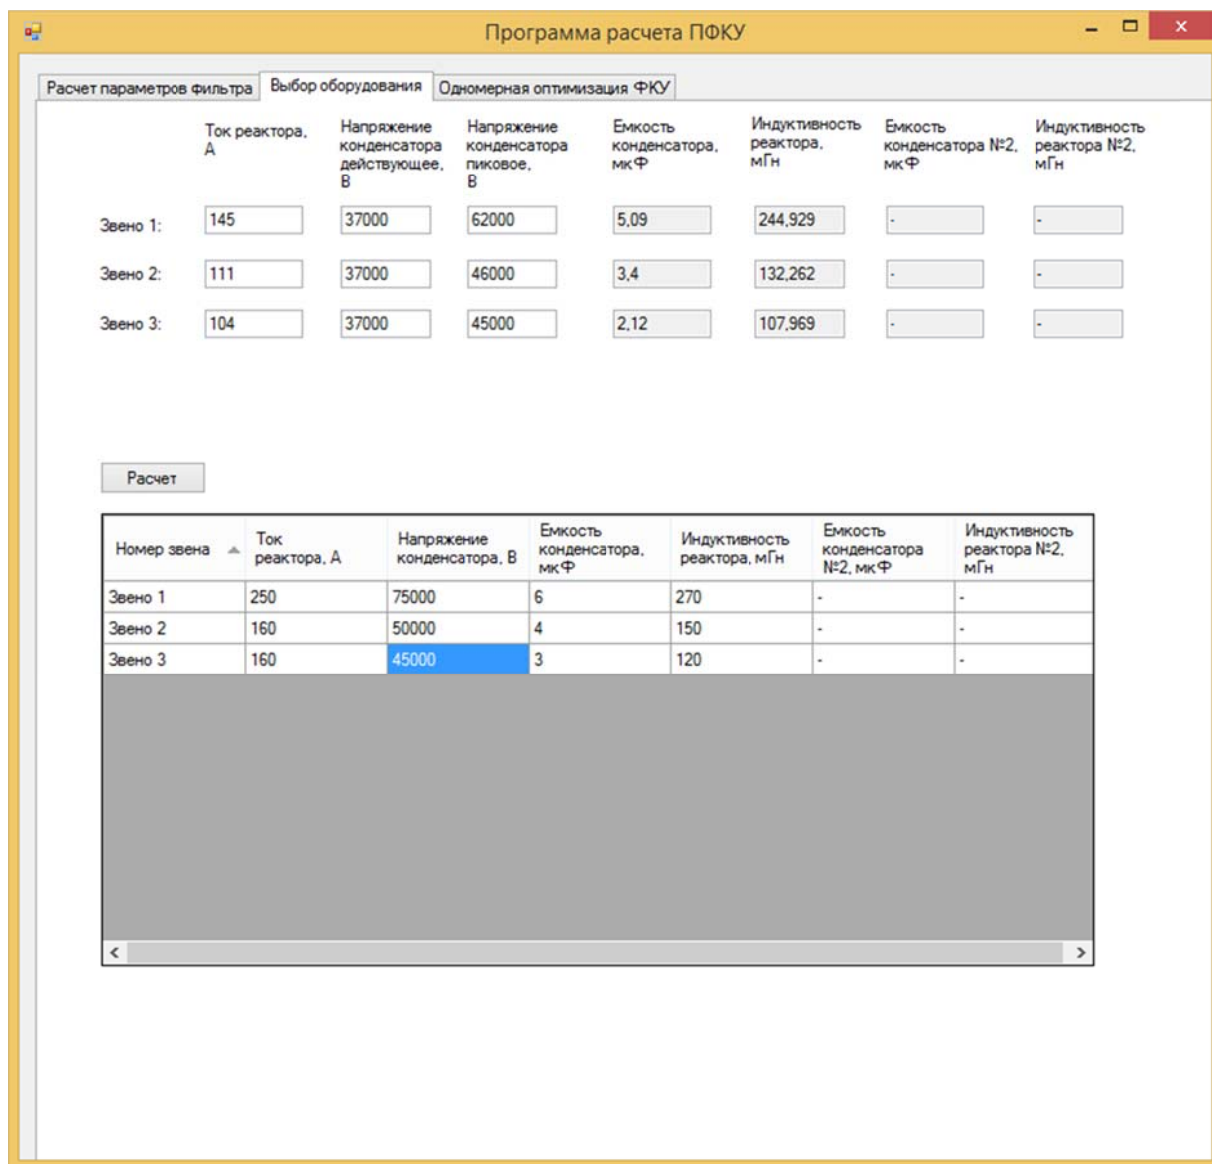 Программа расчета ПФКУ
Расчет параметров фильтра Выбор оборудования Одномерная оптимизация ФКУ
Ток реактора, А
Напряжение конденсатора действующее, В
Напряжение конденсатора пиковое, В
Емкость конденсатора, мкФ
Индуктивность реактора, мГн
Емкость конденсатора №2, мкФ
Индуктивность реактора №2, мГн
Звено 1: 145 37000 62000 5,09 244,929 - -
Звено 2: 111 37000 46000 3,4 132,262 - -
Звено 3: 104 37000 45000 2,12 107,969 - -
Расчет
Номер звена
Ток реактора, А
Напряжение конденсатора, В
Емкость конденсатора, мкФ
Индуктивность реактора, мГн
Емкость конденсатора №2, мкФ
Индуктивность реактора №2, мГн
Звено 1 250 75000 6 270 - -
Звено 2 160 50000 4 150 - -
Звено 3 160 45000 3 120 - -